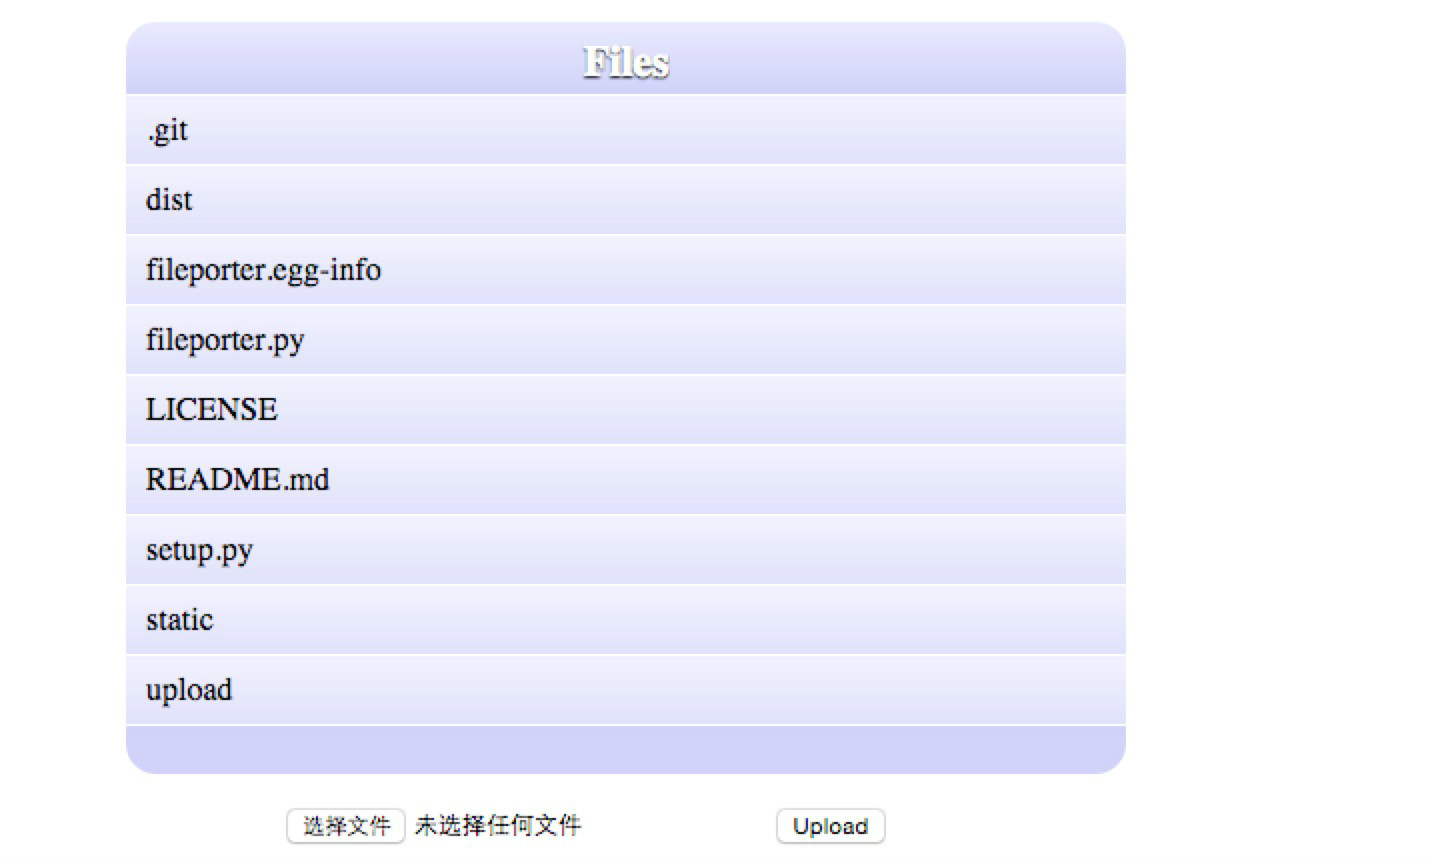 Files
.git
dist
fileporter.egg-info
fileporter.py
LICENSE
README.md
setup.py
static
upload
选择文件 未选择任何文件 Upload